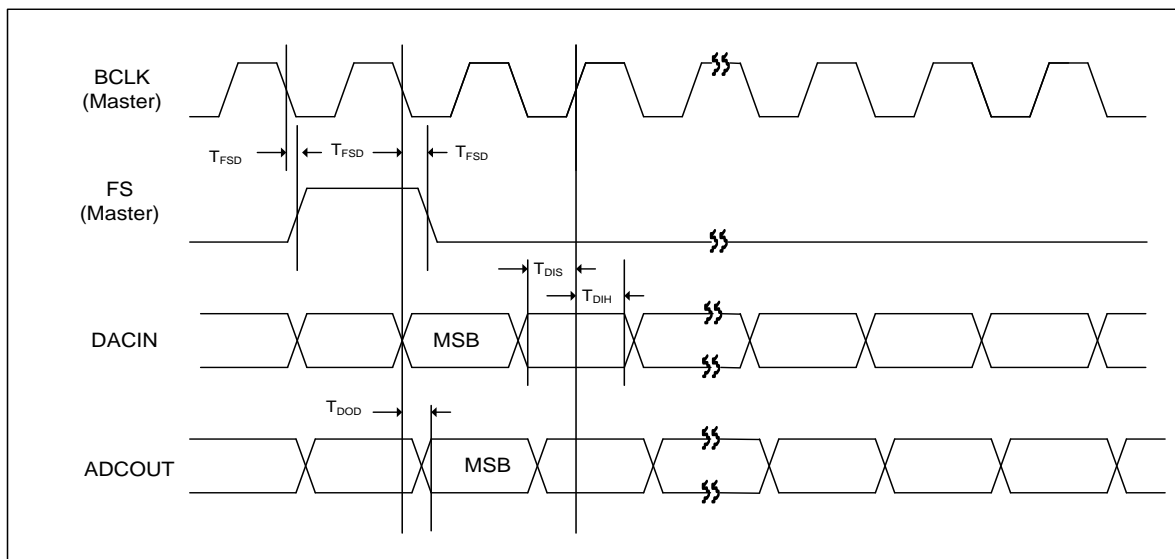 BCLK
(Master)
TFSD TFSD TFSD
FS
(Master)
TDIS
TDIH
DACIN
MSB
TDOD
ADCOUT
MSB